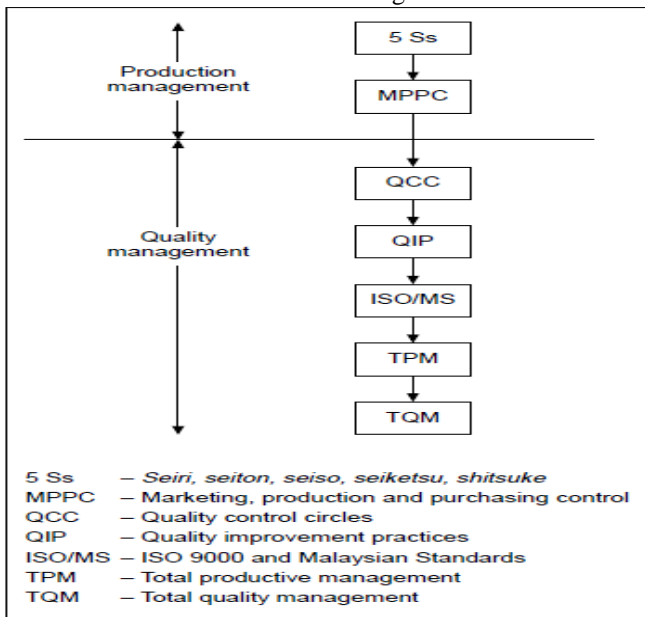 5 Ss
Production
management
MPPC
QCC
Quality
management
QIP
ISO/MS
TPM
TQM
5 Ss – Seiri, seiton, seiso, seiketsu, shitsuke
MPPC – Marketing, production and purchasing control
QCC – Quality control circles
QIP – Quality improvement practices
ISO/MS – ISO 9000 and Malaysian Standards
TPM – Total productive management
TQM – Total quality management